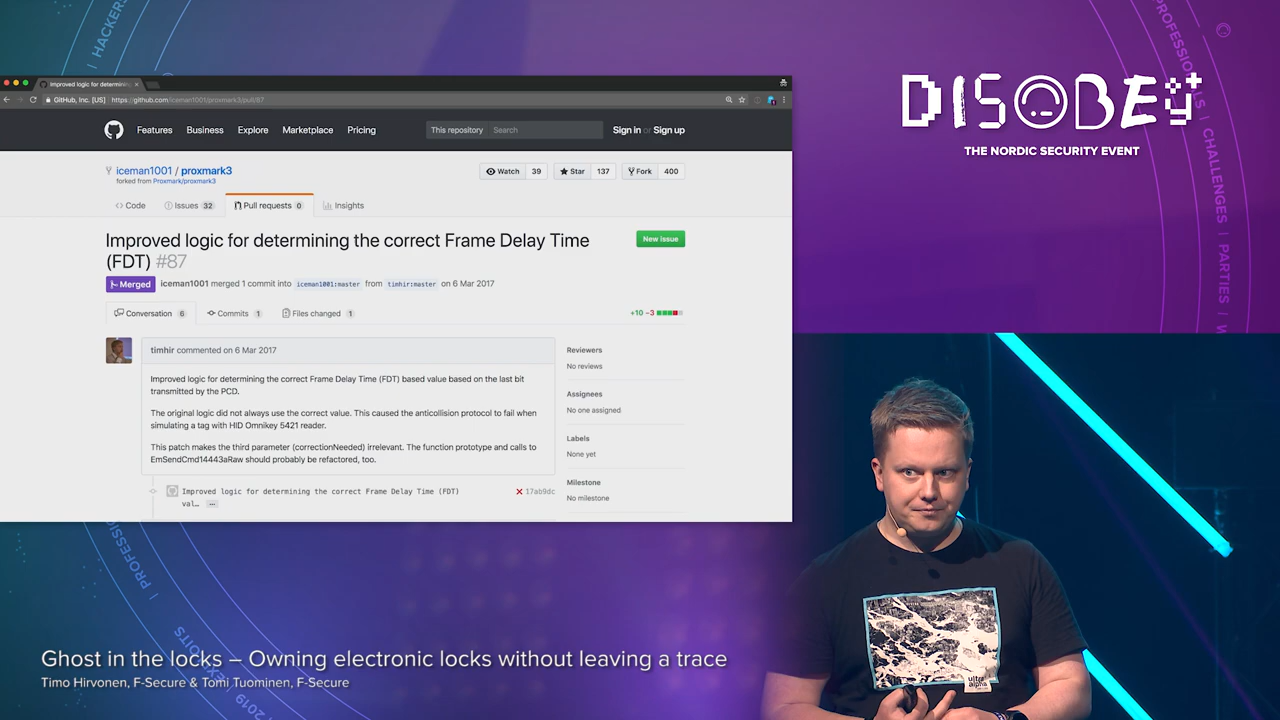 HACKERS
Improved logic for determining
GitHub, Inc. [US] https://github.com/iceman1001/proxmark3/pull/87
Features Business Explore Marketplace Pricing This repository Search Sign in or Sign up
iceman1001 / proxmark3
forked from Proxmark/proxmark3
Watch 39 Star 137 Fork 400
Code Issues 32 Pull requests 0 Insights
Improved logic for determining the correct Frame Delay Time
(FDT) #87
New issue
Merged iceman1001 merged 1 commit into iceman1001:master from timhir:master on 6 Mar 2017
Conversation 6 Commits 1 Files changed 1 +10 −3
timhir commented on 6 Mar 2017
Improved logic for determining the correct Frame Delay Time (FDT) based value based on the last bit
transmitted by the PCD.
The original logic did not always use the correct value. This caused the anticollision protocol to fail when
simulating a tag with HID Omnikey 5421 reader.
This patch makes the third parameter (correctionNeeded) irrelevant. The function prototype and calls to
EmSendCmd14443aRaw should probably be refactored, too.
Improved logic for determining the correct Frame Delay Time (FDT) 17ab9dc
val… …
Reviewers
No reviews
Assignees
No one assigned
Labels
None yet
Milestone
No milestone
DISOBEY
THE NORDIC SECURITY EVENT
PROFESSIONALS | CHALLENGES | PARTIES
ultra
alpha
Ghost in the locks – Owning electronic locks without leaving a trace
Timo Hirvonen, F-Secure & Tomi Tuominen, F-Secure
2019